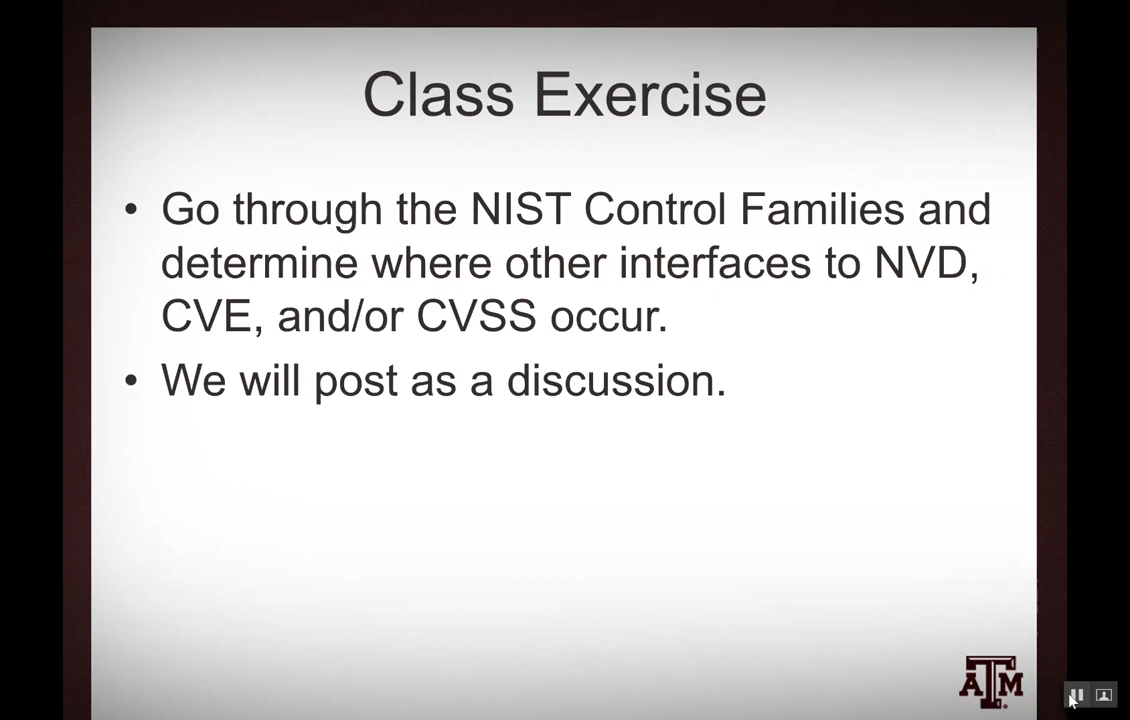 Class Exercise
• Go through the NIST Control Families and
determine where other interfaces to NVD,
CVE, and/or CVSS occur.
• We will post as a discussion.
ATM